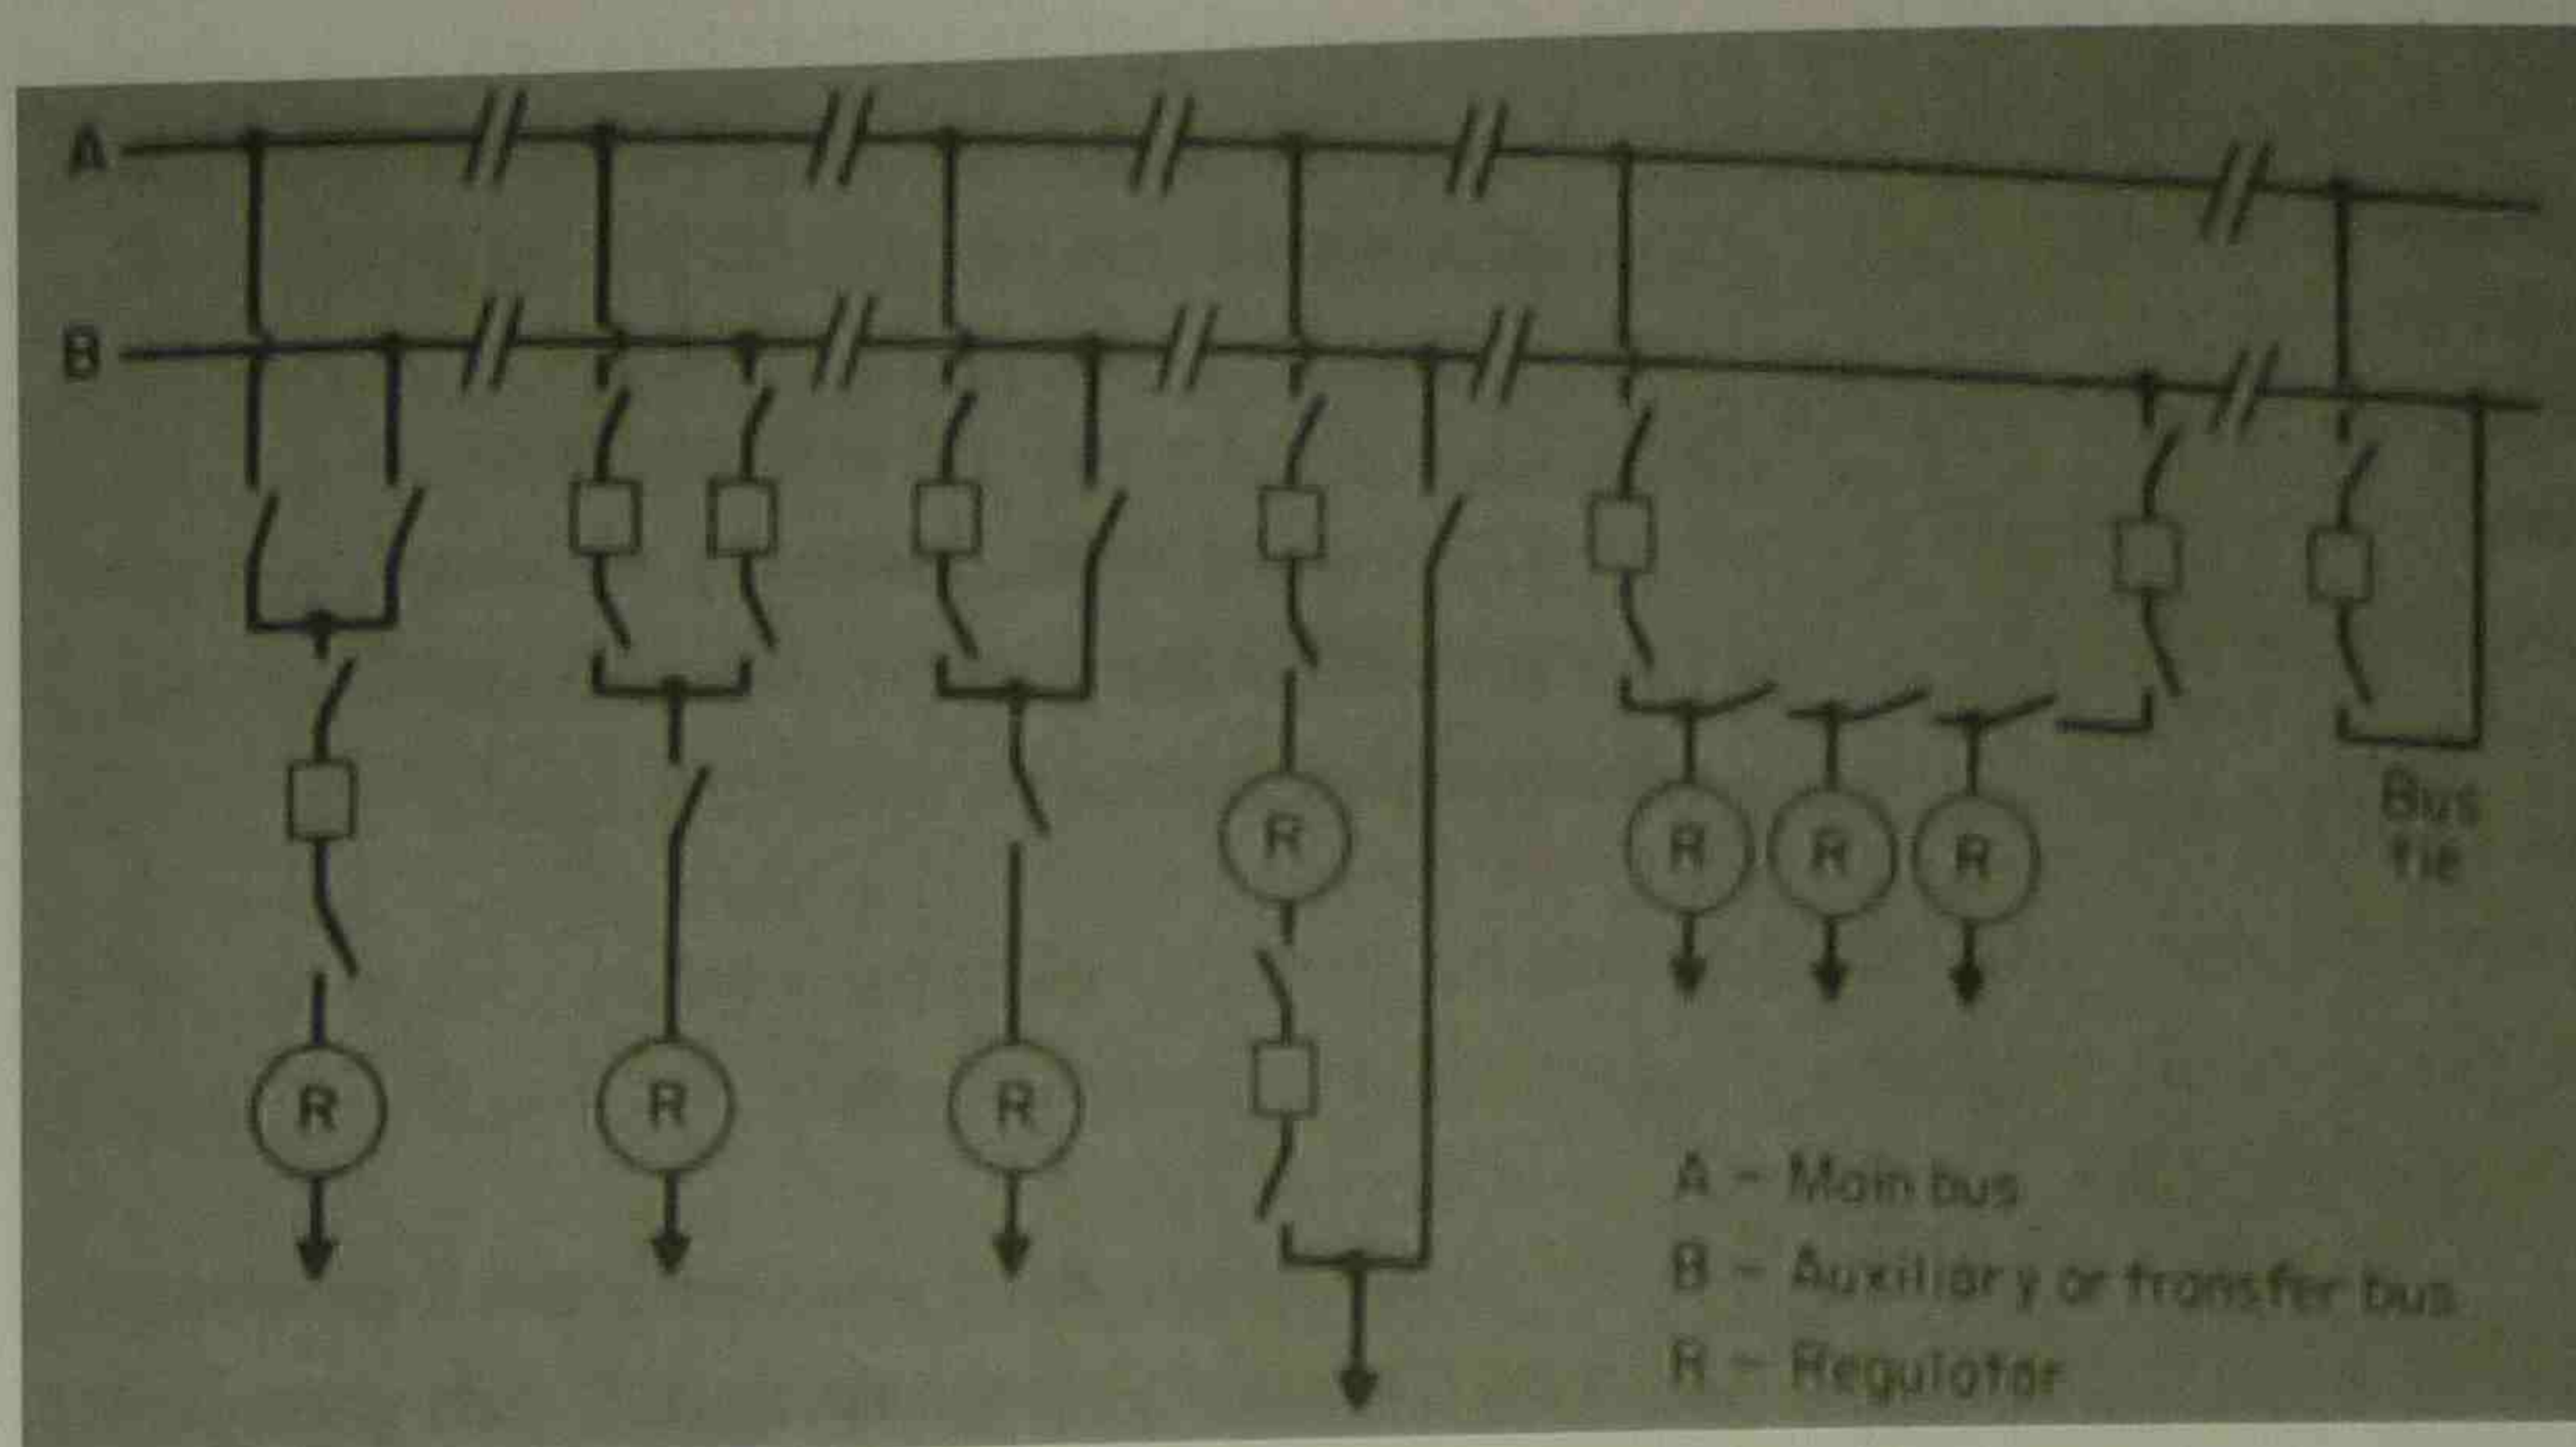 A
B
R
R
R
R
R
R
R
Bus
tie
A – Main bus
B – Auxiliary or transfer bus
R – Regulator